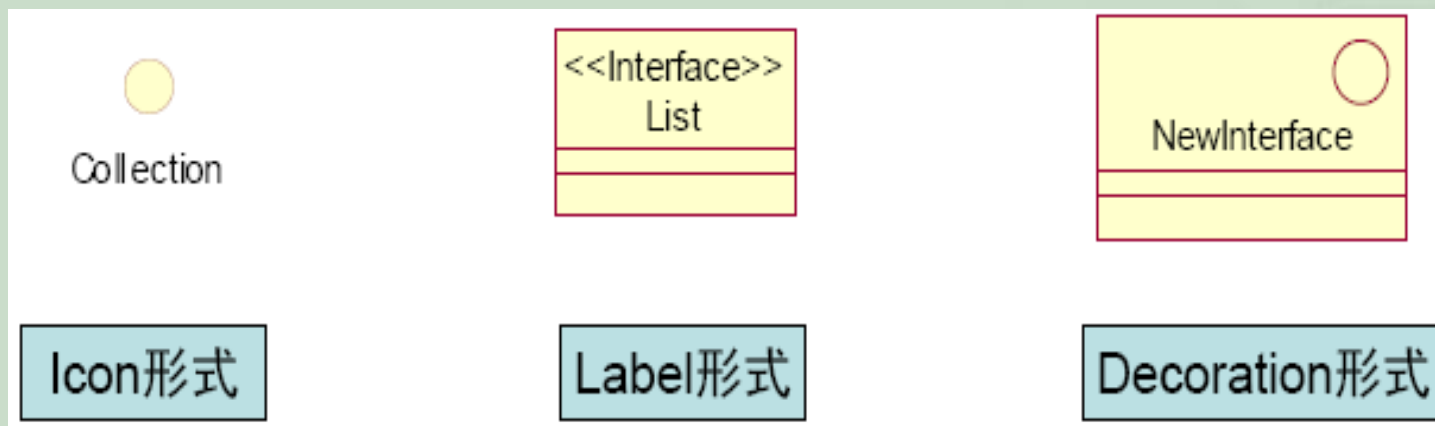 Collection
<<Interface>>
List
NewInterface
Icon形式
Label形式
Decoration形式